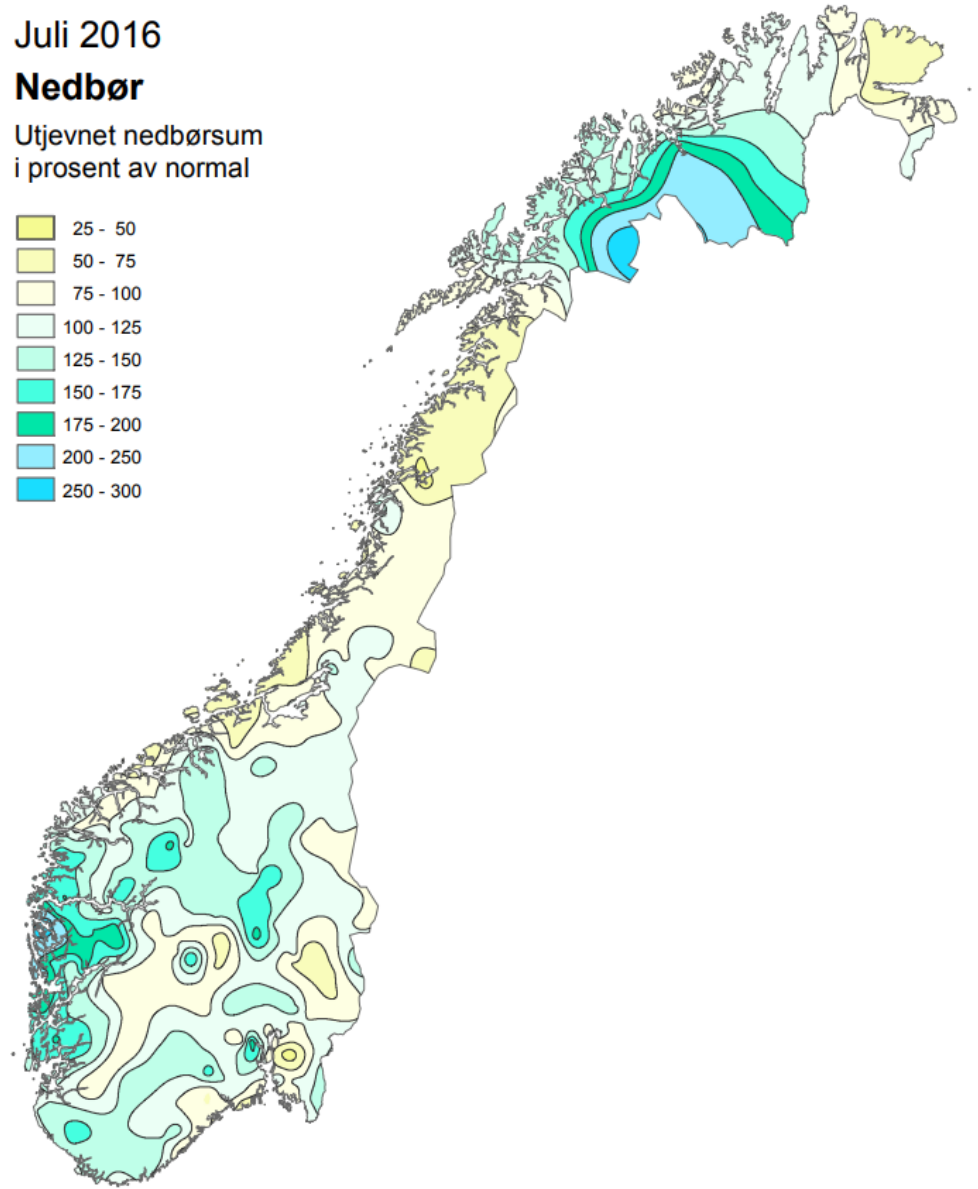 Juli 2016
Nedbør
Utjevnet nedbørsum
i prosent av normal
25 - 50
50 - 75
75 - 100
100 - 125
125 - 150
150 - 175
175 - 200
200 - 250
250 - 300